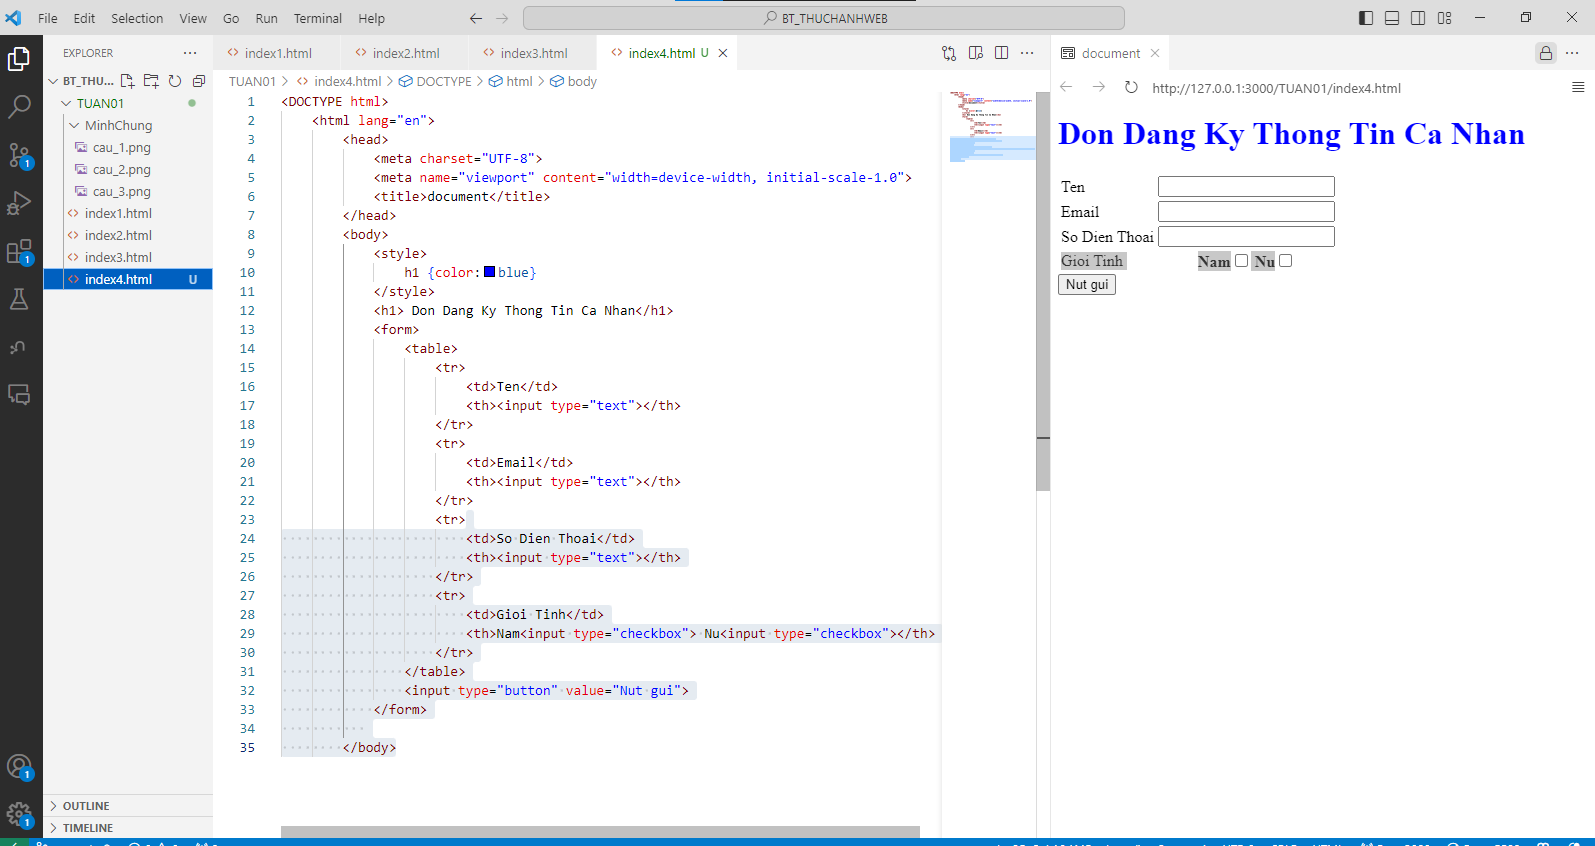 File Edit Selection View Go Run Terminal Help BT_THUCHANHWEB
EXPLORER
BT_THU...
TUAN01
MinhChung
cau_1.png
cau_2.png
cau_3.png
index1.html
index2.html
index3.html
index4.html U
OUTLINE
TIMELINE
1
1
1
1
index1.html index2.html index3.html index4.html U
TUAN01 > index4.html > DOCTYPE > html > body
1 <DOCTYPE html>
2 <html lang="en">
3 <head>
4 <meta charset="UTF-8">
5 <meta name="viewport" content="width=device-width, initial-scale=1.0">
6 <title>document</title>
7 </head>
8 <body>
9 <style>
10 h1 {color:blue}
11 </style>
12 <h1> Don Dang Ky Thong Tin Ca Nhan</h1>
13 <form>
14 <table>
15 <tr>
16 <td>Ten</td>
17 <th><input type="text"></th>
18 </tr>
19 <tr>
20 <td>Email</td>
21 <th><input type="text"></th>
22 </tr>
23 <tr>
24 <td>So Dien Thoai</td>
25 <th><input type="text"></th>
26 </tr>
27 <tr>
28 <td>Gioi Tinh</td>
29 <th>Nam<input type="checkbox"> Nu<input type="checkbox"></th>
30 </tr>
31 </table>
32 <input type="button" value="Nut gui">
33 </form>
34
35 </body>
document
http://127.0.0.1:3000/TUAN01/index4.html
Don Dang Ky Thong Tin Ca Nhan
Ten
Email
So Dien Thoai
Gioi Tinh Nam Nu
Nut gui